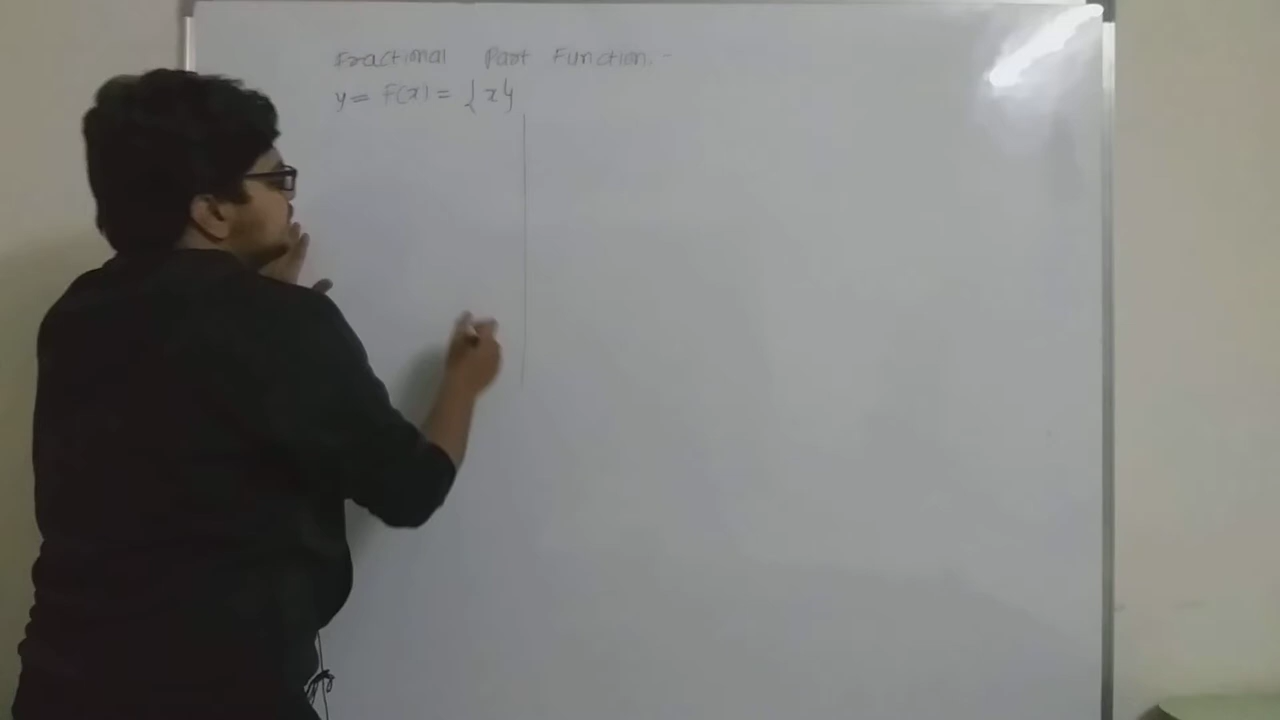 Fractional Part Function :-
y = F(x) = {x}